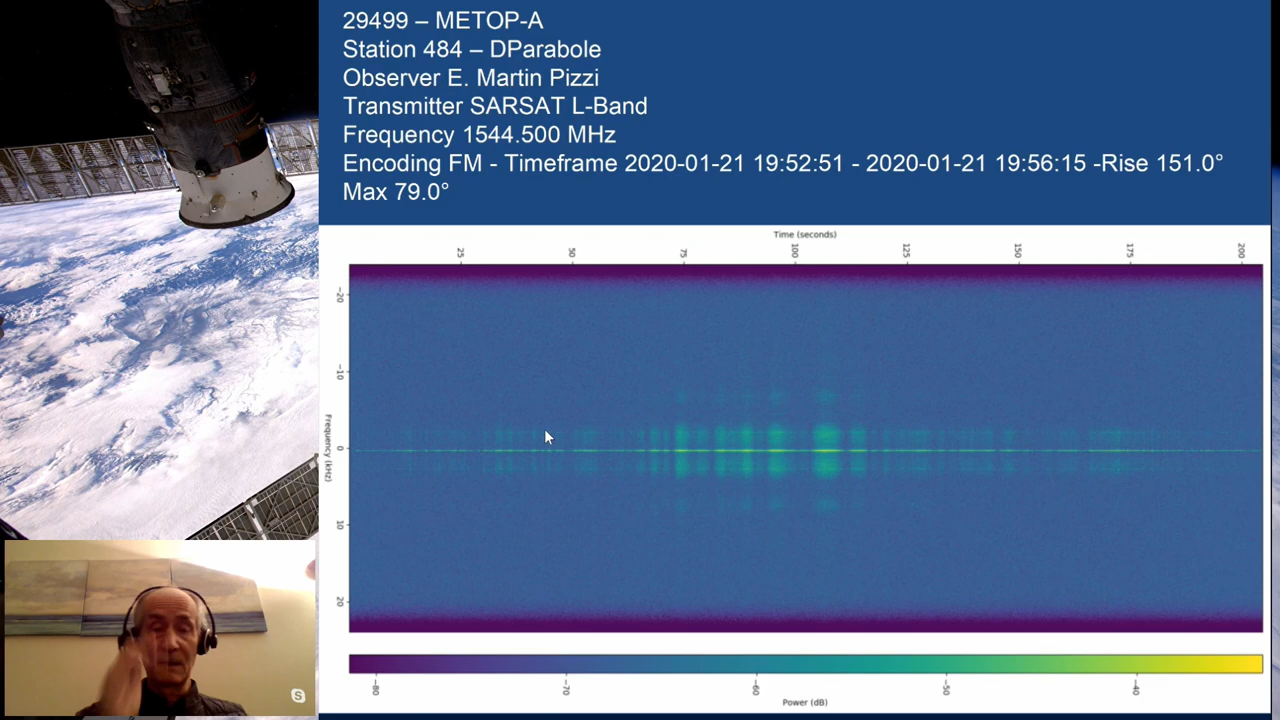 29499 – METOP-A
Station 484 – DParabole
Observer E. Martin Pizzi
Transmitter SARSAT L-Band
Frequency 1544.500 MHz
Encoding FM - Timeframe 2020-01-21 19:52:51 - 2020-01-21 19:56:15 -Rise 151.0°
Max 79.0°
Time (seconds)
25 50 75 100 125 150 175 200
−20
−10
0
10
20
Frequency (kHz)
−80 −70 −60 −50 −40
Power (dB)
S